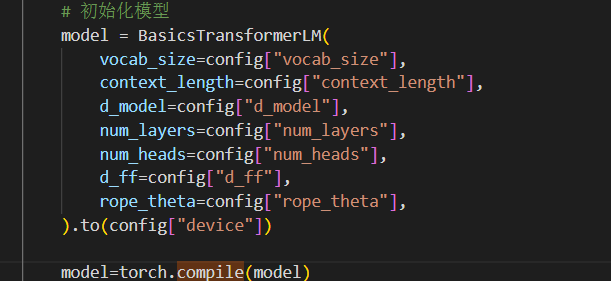 # 初始化模型
model = BasicsTransformerLM(
vocab_size=config["vocab_size"],
context_length=config["context_length"],
d_model=config["d_model"],
num_layers=config["num_layers"],
num_heads=config["num_heads"],
d_ff=config["d_ff"],
rope_theta=config["rope_theta"],
).to(config["device"])
model=torch.compile(model)